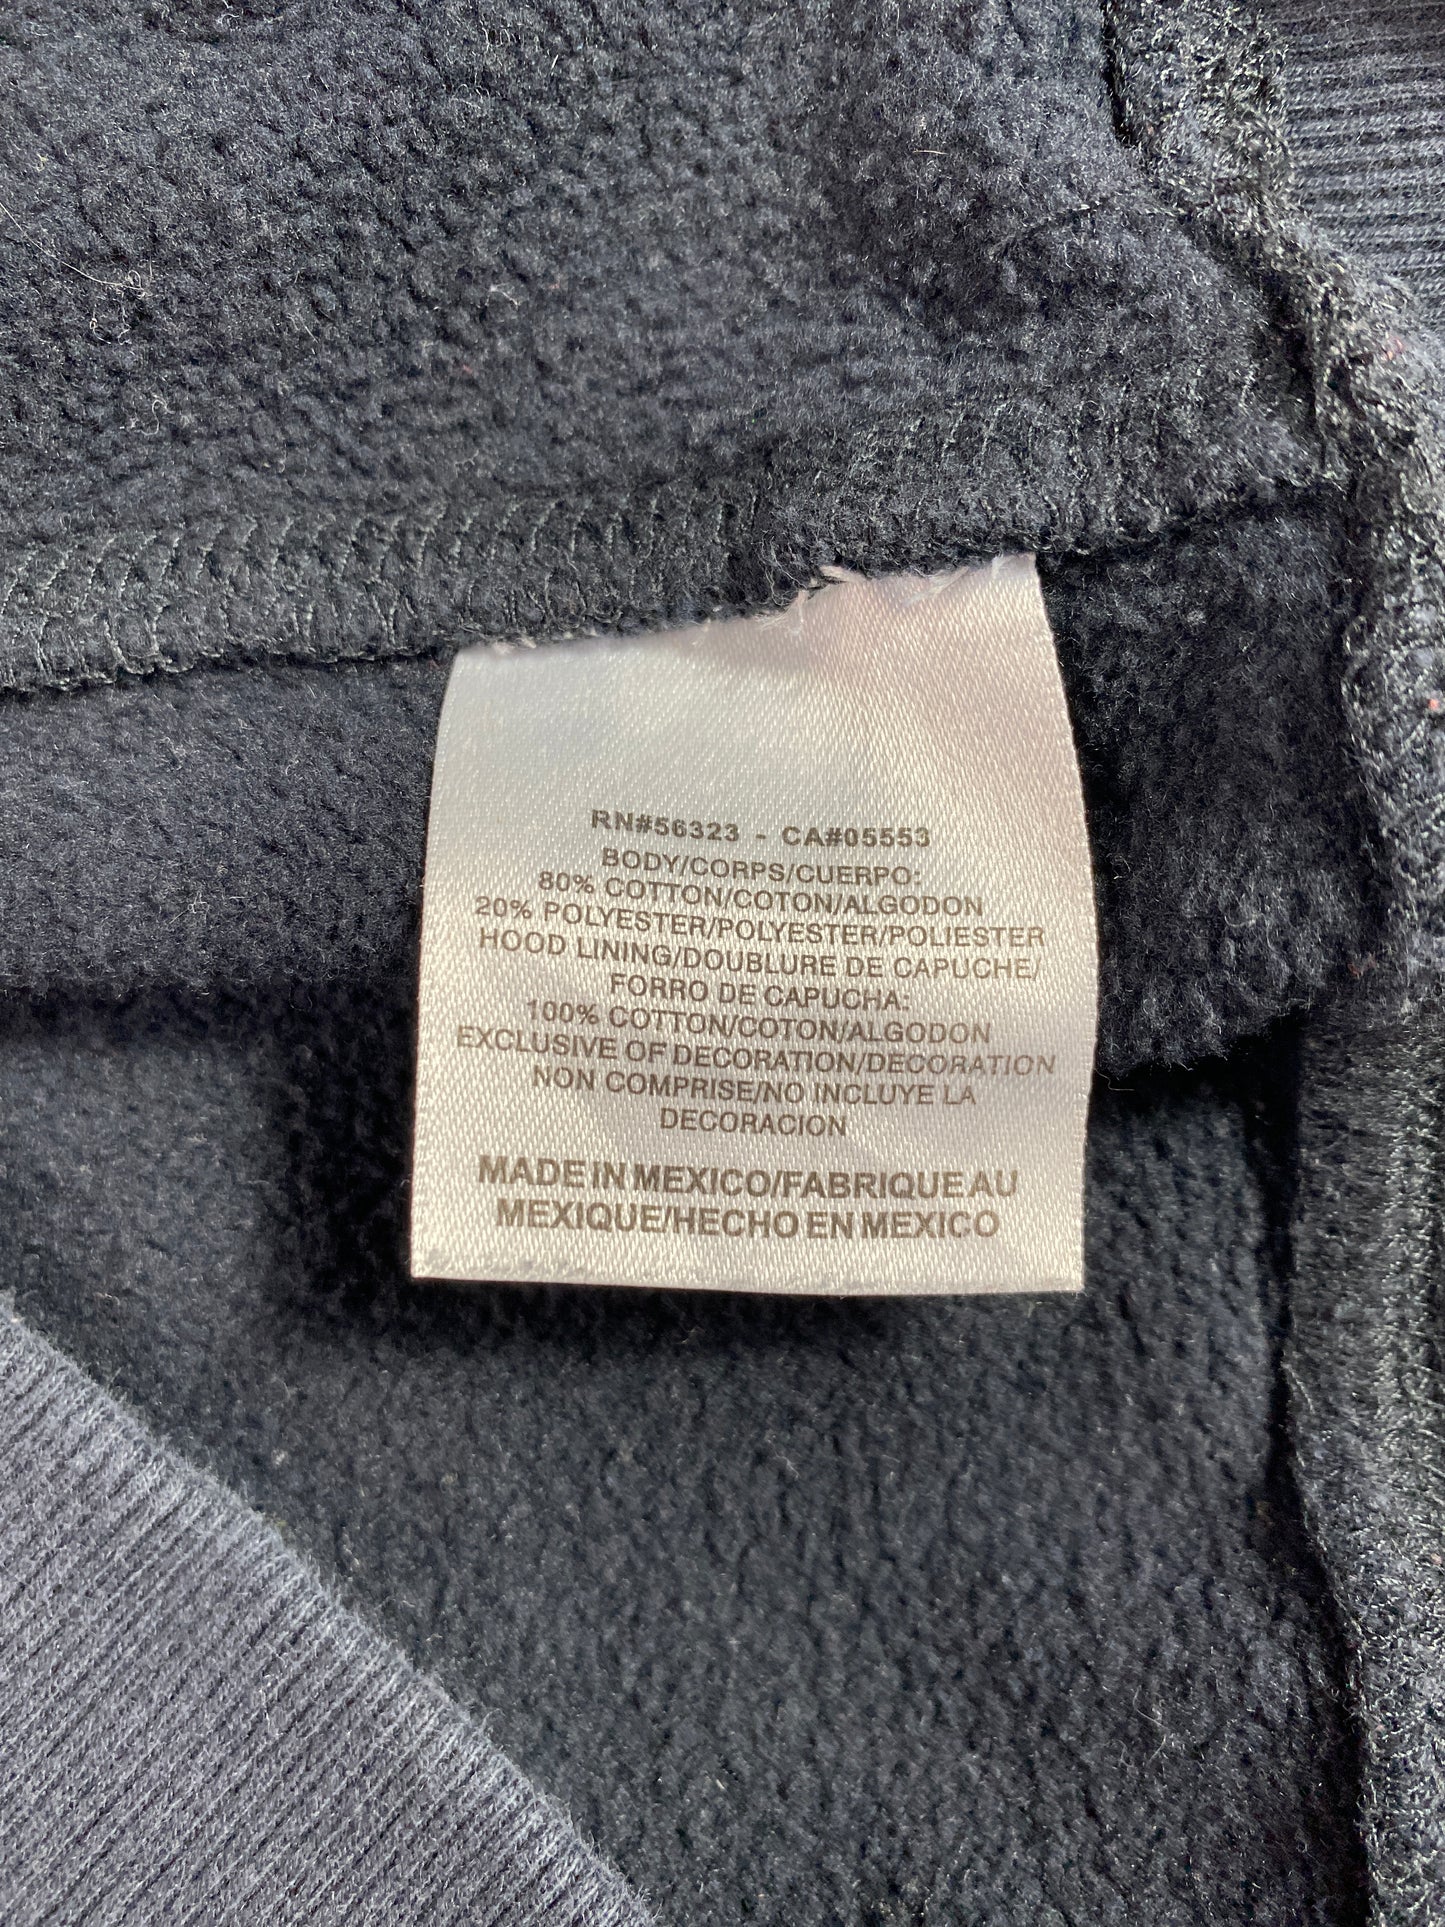 RN#56323 - CA#05553
BODY/CORPS/CUERPO:
80% COTTON/COTON/ALGODON
20% POLYESTER/POLYESTER/POLIESTER
HOOD LINING/DOUBLURE DE CAPUCHE/
FORRO DE CAPUCHA:
100% COTTON/COTON/ALGODON
EXCLUSIVE OF DECORATION/DECORATION
NON COMPRISE/NO INCLUYE LA
DECORACION
MADE IN MEXICO/FABRIQUE AU
MEXIQUE/HECHO EN MEXICO